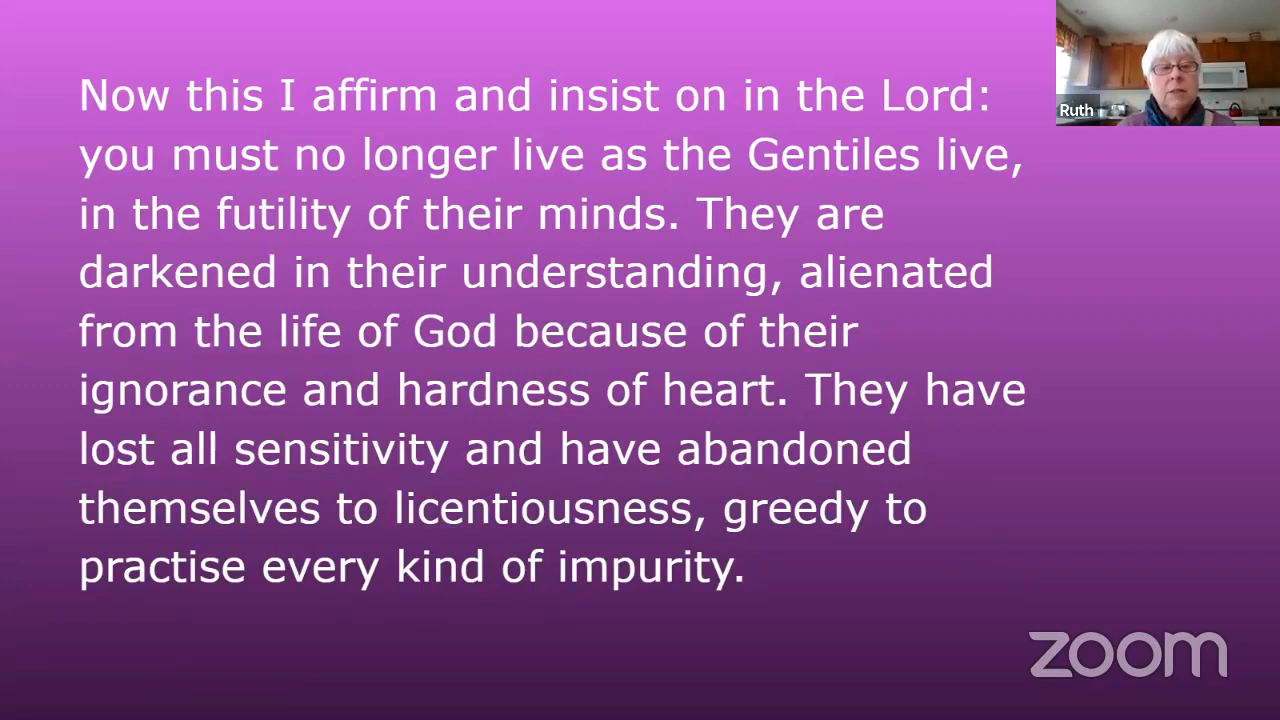 Now this I affirm and insist on in the Lord:
you must no longer live as the Gentiles live,
in the futility of their minds. They are
darkened in their understanding, alienated
from the life of God because of their
ignorance and hardness of heart. They have
lost all sensitivity and have abandoned
themselves to licentiousness, greedy to
practise every kind of impurity.
Ruth
zoom